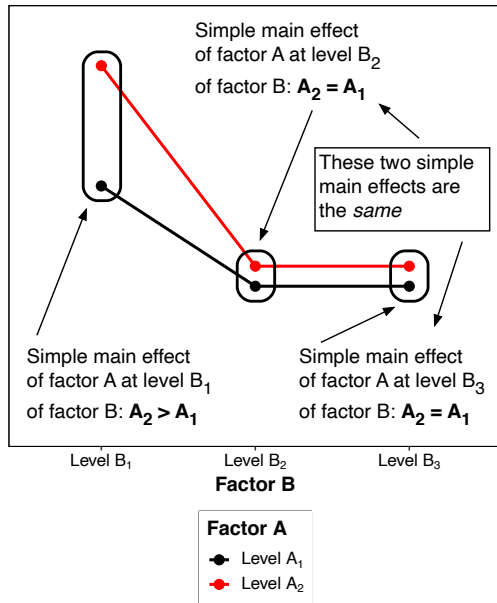 Simple main effect
of factor A at level B₂
of factor B: A₂ = A₁
These two simple
main effects are
the same
Simple main effect
of factor A at level B₁
of factor B: A₂ > A₁
Simple main effect
of factor A at level B₃
of factor B: A₂ = A₁
Level B₁
Level B₂
Level B₃
Factor B
Factor A
Level A₁
Level A₂